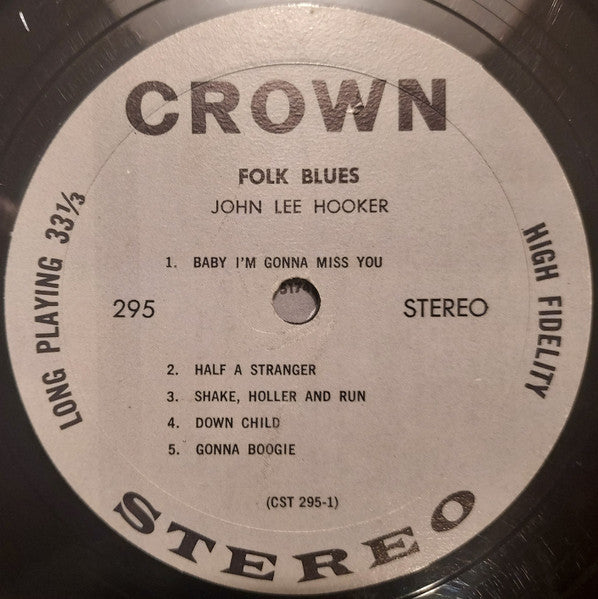 CROWN
FOLK BLUES
JOHN LEE HOOKER
LONG PLAYING 33⅓
HIGH FIDELITY
1. BABY I'M GONNA MISS YOU
295
STEREO
2. HALF A STRANGER
3. SHAKE, HOLLER AND RUN
4. DOWN CHILD
5. GONNA BOOGIE
(CST 295-1)
STEREO